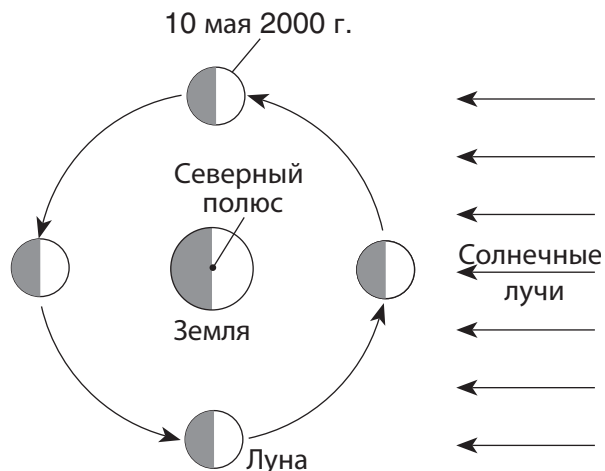 10 мая 2000 г.
Северный
полюс
Солнечные
лучи
Земля
Луна